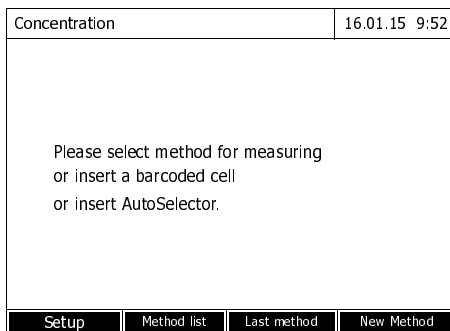 Concentration 16.01.15 9:52
Please select method for measuring
or insert a barcoded cell
or insert AutoSelector.
Setup Method list Last method New Method